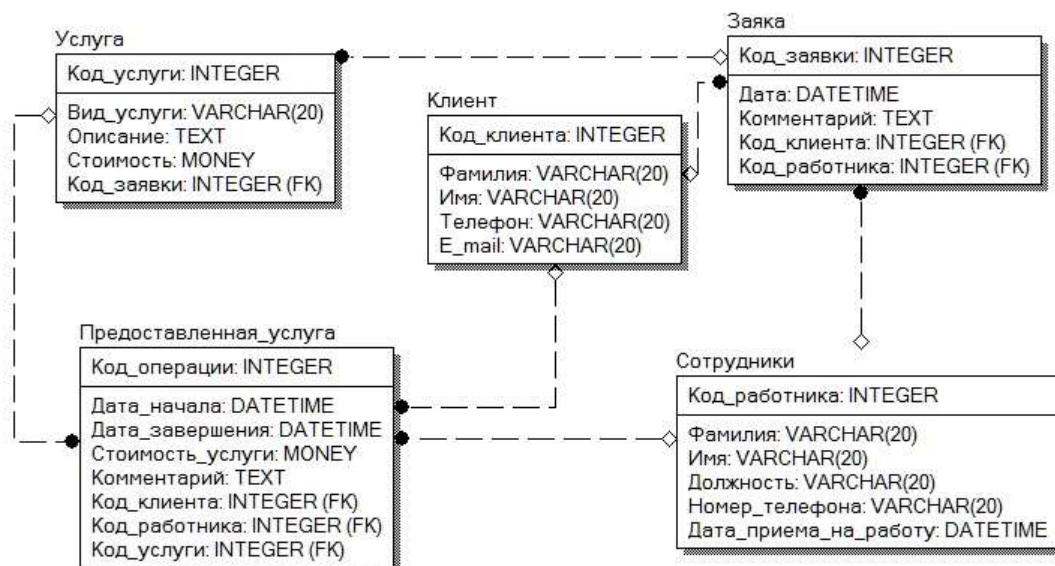 Услуга
Код_услуги: INTEGER
Вид_услуги: VARCHAR(20)
Описание: TEXT
Стоимость: MONEY
Код_заявки: INTEGER (FK)
Клиент
Код_клиента: INTEGER
Фамилия: VARCHAR(20)
Имя: VARCHAR(20)
Телефон: VARCHAR(20)
E_mail: VARCHAR(20)
Заяка
Код_заявки: INTEGER
Дата: DATETIME
Комментарий: TEXT
Код_клиента: INTEGER (FK)
Код_работника: INTEGER (FK)
Предоставленная_услуга
Код_операции: INTEGER
Дата_начала: DATETIME
Дата_завершения: DATETIME
Стоимость_услуги: MONEY
Комментарий: TEXT
Код_клиента: INTEGER (FK)
Код_работника: INTEGER (FK)
Код_услуги: INTEGER (FK)
Сотрудники
Код_работника: INTEGER
Фамилия: VARCHAR(20)
Имя: VARCHAR(20)
Должность: VARCHAR(20)
Номер_телефона: VARCHAR(20)
Дата_приема_на_работу: DATETIME